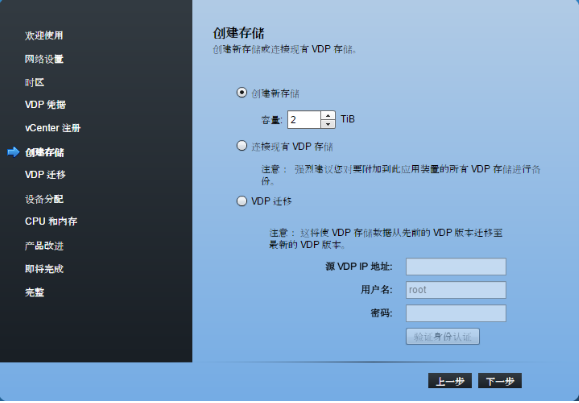 欢迎使用
网络设置
时区
VDP 凭据
vCenter 注册
创建存储
VDP 迁移
设备分配
CPU 和内存
产品改进
即将完成
完整
创建存储
创建新存储或连接现有 VDP 存储。
创建新存储
容量: 2 TiB
连接现有 VDP 存储
注意： 强烈建议您对要附加到此应用装置的所有 VDP 存储进行备
份。
VDP 迁移
注意： 这将使 VDP 存储数据从先前的 VDP 版本迁移至
最新的 VDP 版本。
源 VDP IP 地址:
用户名: root
密码:
验证身份认证
上一步 下一步